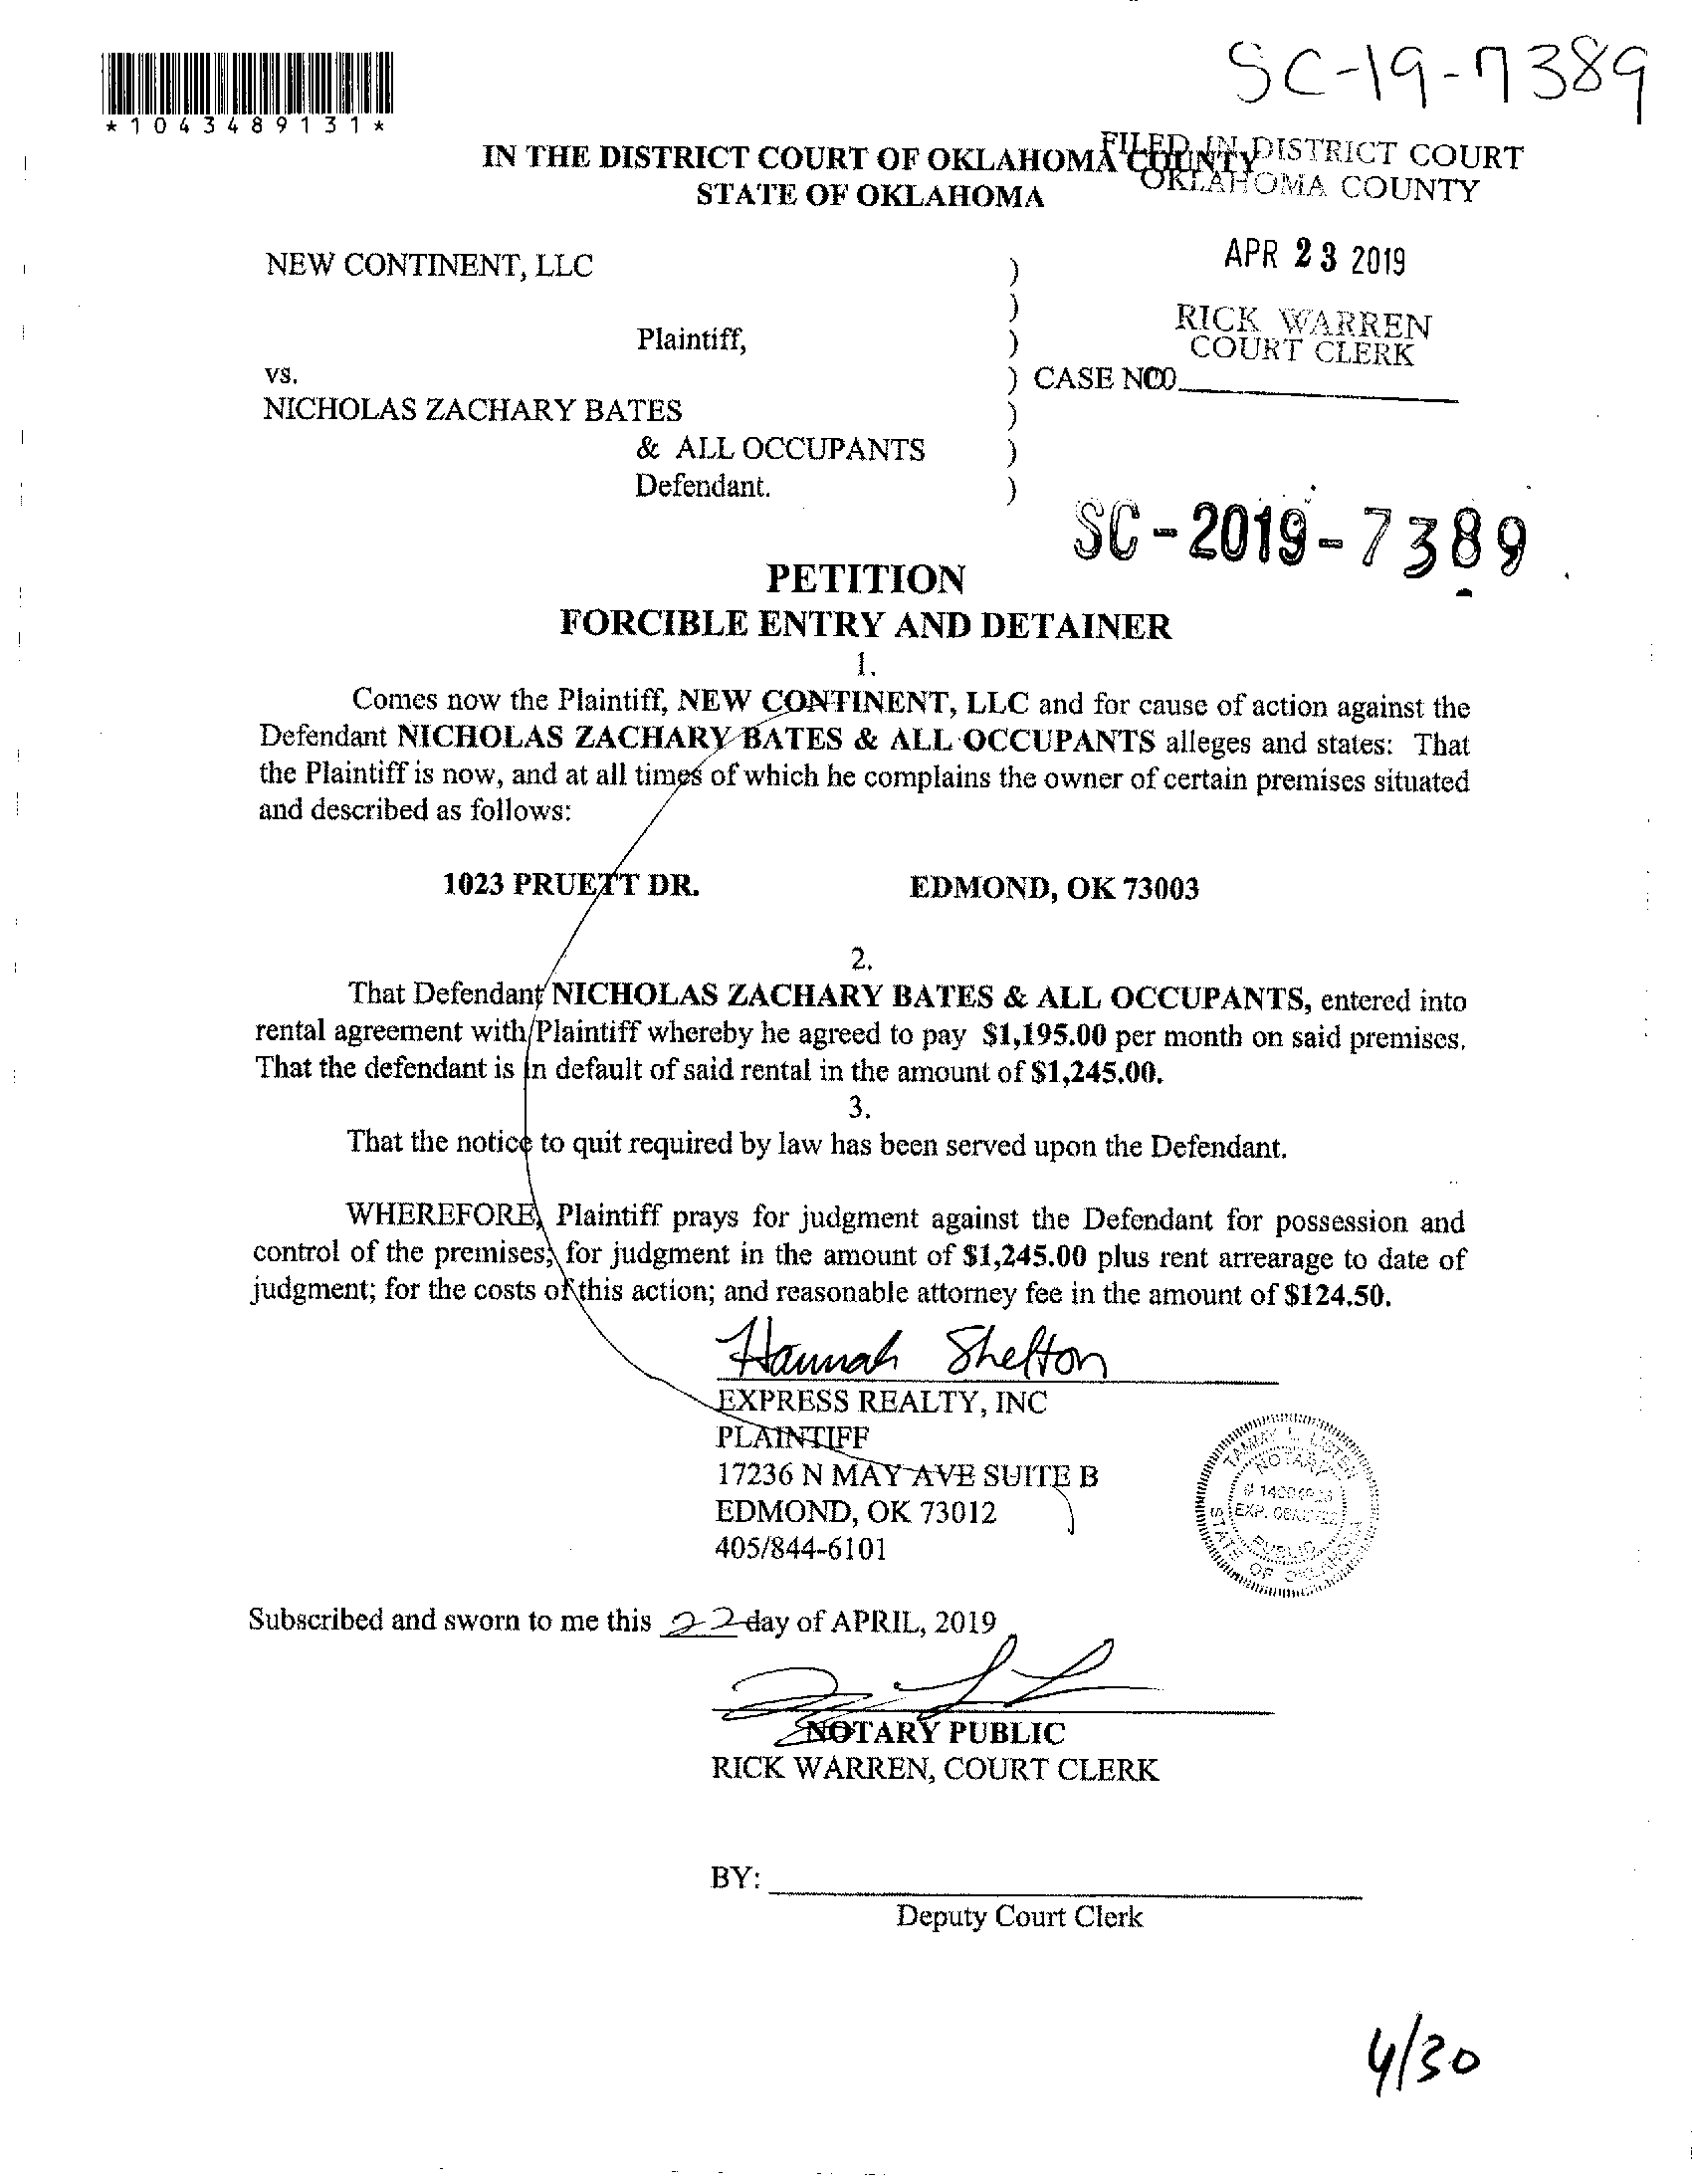 SC-19-7389
*1043489131*
IN THE DISTRICT COURT OF OKLAHOMA COUNTY
STATE OF OKLAHOMA
FILED IN DISTRICT COURT
OKLAHOMA COUNTY
APR 23 2019
RICK WARREN
COURT CLERK
NEW CONTINENT, LLC )
)
Plaintiff, )
vs. ) CASE NO.
NICHOLAS ZACHARY BATES )
& ALL OCCUPANTS )
Defendant. )
SC-2019-7389
PETITION
FORCIBLE ENTRY AND DETAINER
1.
Comes now the Plaintiff, NEW CONTINENT, LLC and for cause of action against the
Defendant NICHOLAS ZACHARY BATES & ALL OCCUPANTS alleges and states: That
the Plaintiff is now, and at all times of which he complains the owner of certain premises situated
and described as follows:
1023 PRUETT DR. EDMOND, OK 73003
2.
That Defendant NICHOLAS ZACHARY BATES & ALL OCCUPANTS, entered into
rental agreement with Plaintiff whereby he agreed to pay $1,195.00 per month on said premises.
That the defendant is in default of said rental in the amount of $1,245.00.
3.
That the notice to quit required by law has been served upon the Defendant.
WHEREFORE, Plaintiff prays for judgment against the Defendant for possession and
control of the premises; for judgment in the amount of $1,245.00 plus rent arrearage to date of
judgment; for the costs of this action; and reasonable attorney fee in the amount of $124.50.
Hannah Shelton
EXPRESS REALTY, INC
PLAINTIFF
17236 N MAY AVE SUITE B
EDMOND, OK 73012
405/844-6101
TAMMY L. LISTEN
NOTARY
PUBLIC
STATE OF OKLAHOMA
Subscribed and sworn to me this 22 day of APRIL, 2019
NOTARY PUBLIC
RICK WARREN, COURT CLERK
BY:
Deputy Court Clerk
4/30